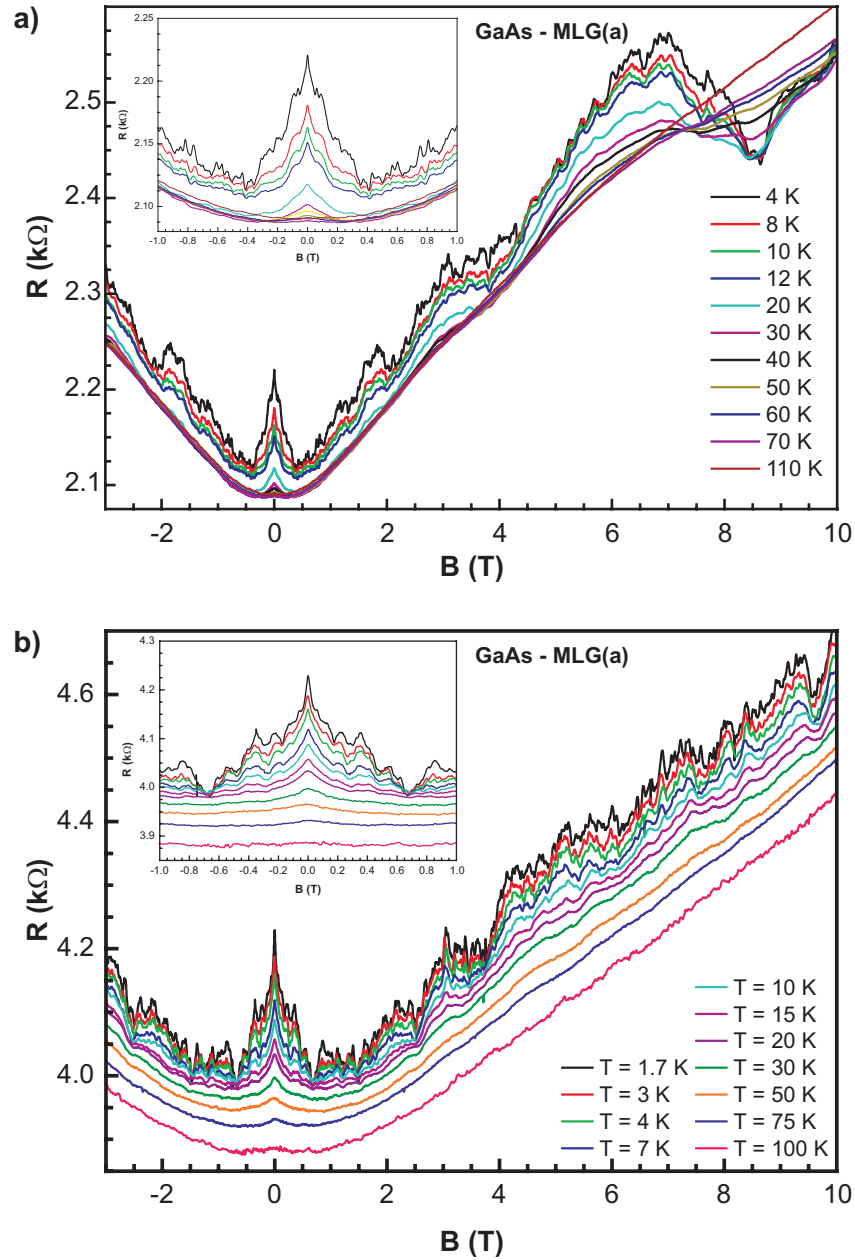 a)
GaAs - MLG(a)
2.25
2.20
2.15
2.10
R (kΩ)
-1.0 -0.8 -0.6 -0.4 -0.2 0.0 0.2 0.4 0.6 0.8 1.0
B (T)
2.5
2.4
2.3
2.2
2.1
R (kΩ)
4 K
8 K
10 K
12 K
20 K
30 K
40 K
50 K
60 K
70 K
110 K
-2 0 2 4 6 8 10
B (T)
b)
GaAs - MLG(a)
4.3
4.2
4.1
4.0
3.9
R (kΩ)
-1.0 -0.8 -0.6 -0.4 -0.2 0.0 0.2 0.4 0.6 0.8 1.0
B (T)
4.6
4.4
4.2
4.0
R (kΩ)
T = 1.7 K
T = 3 K
T = 4 K
T = 7 K
T = 10 K
T = 15 K
T = 20 K
T = 30 K
T = 50 K
T = 75 K
T = 100 K
-2 0 2 4 6 8 10
B (T)